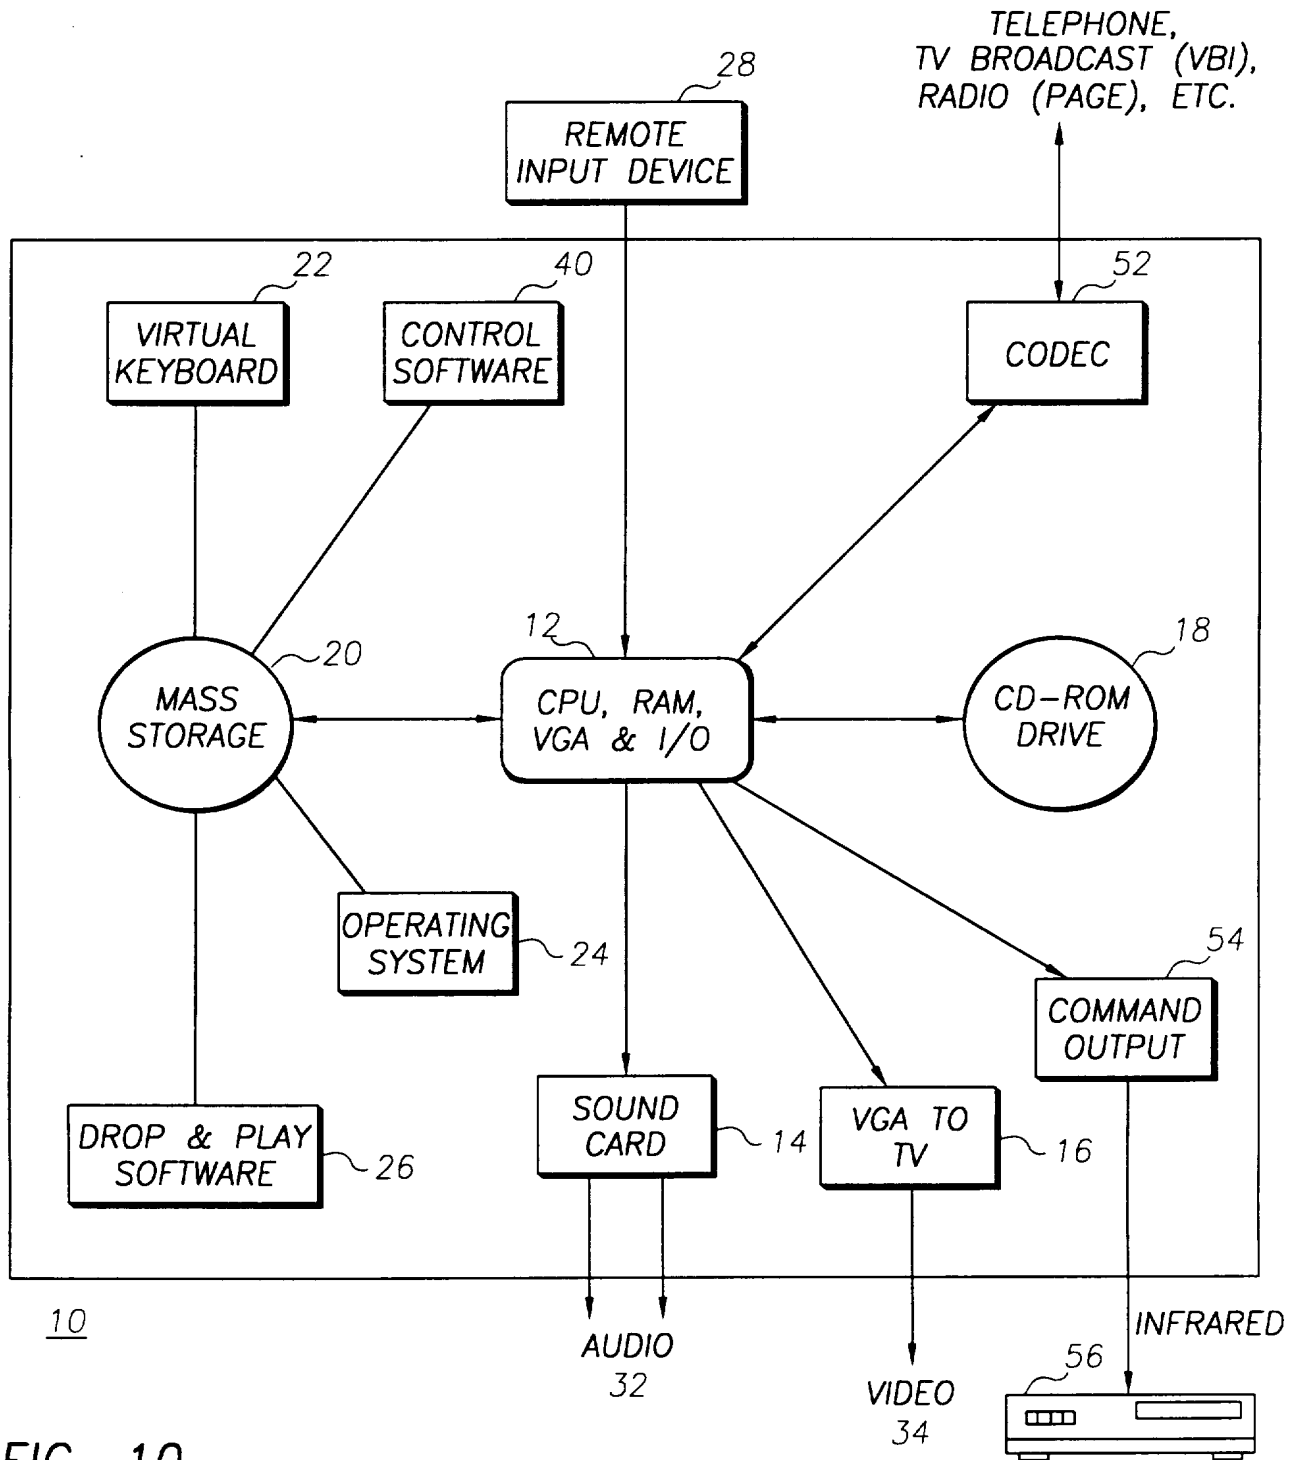 TELEPHONE,
TV BROADCAST (VBI),
RADIO (PAGE), ETC.
28
REMOTE
INPUT DEVICE
22
40
52
VIRTUAL
KEYBOARD
CONTROL
SOFTWARE
CODEC
12
18
20
MASS
STORAGE
CPU, RAM,
VGA & I/O
CD-ROM
DRIVE
OPERATING
SYSTEM
24
54
COMMAND
OUTPUT
DROP & PLAY
SOFTWARE
26
SOUND
CARD
14
VGA TO
TV
16
10
AUDIO
32
VIDEO
34
INFRARED
56
FIG. 10